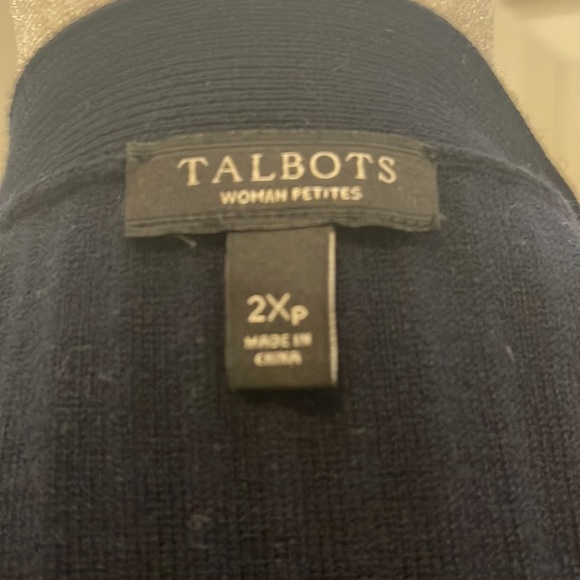 TALBOTS
WOMAN PETITES
2XP
MADE IN
CHINA